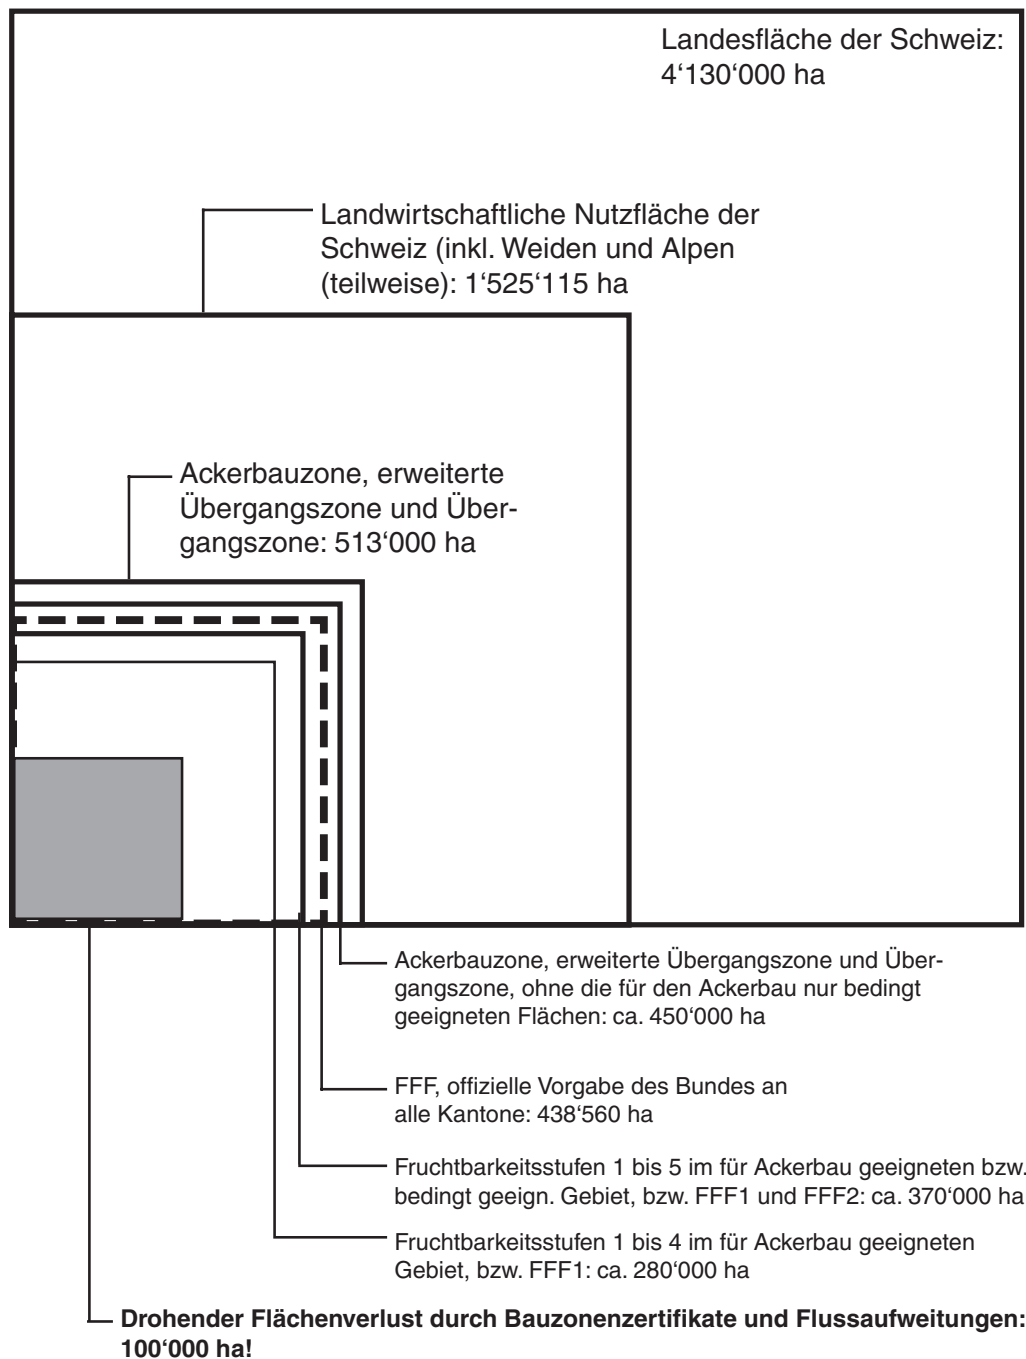 Landesfläche der Schweiz:
4‘130‘000 ha
Landwirtschaftliche Nutzfläche der
Schweiz (inkl. Weiden und Alpen
(teilweise): 1‘525‘115 ha
Ackerbauzone, erweiterte
Übergangszone und Über-
gangszone: 513‘000 ha
Ackerbauzone, erweiterte Übergangszone und Über-
gangszone, ohne die für den Ackerbau nur bedingt
geeigneten Flächen: ca. 450‘000 ha
FFF, offizielle Vorgabe des Bundes an
alle Kantone: 438‘560 ha
Fruchtbarkeitsstufen 1 bis 5 im für Ackerbau geeigneten bzw.
bedingt geeign. Gebiet, bzw. FFF1 und FFF2: ca. 370‘000 ha
Fruchtbarkeitsstufen 1 bis 4 im für Ackerbau geeigneten
Gebiet, bzw. FFF1: ca. 280‘000 ha
Drohender Flächenverlust durch Bauzonenzertifikate und Flussaufweitungen:
100‘000 ha!